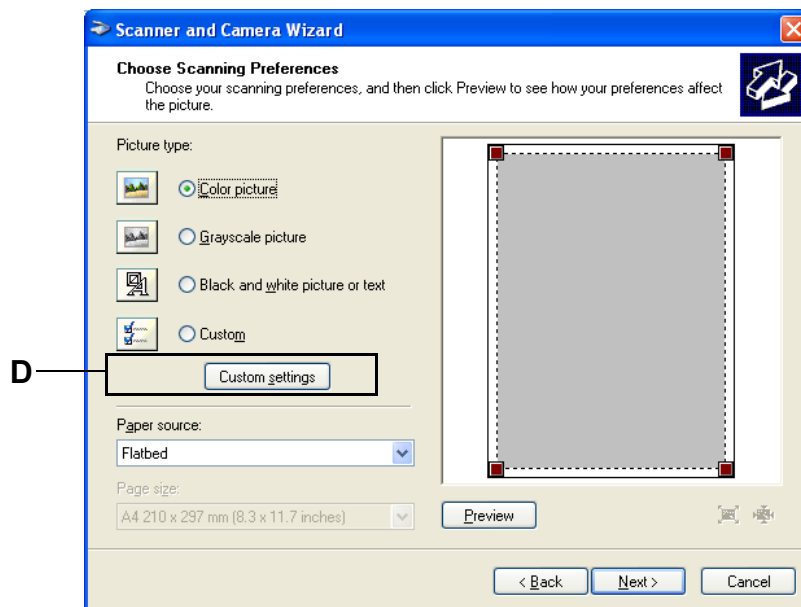 Scanner and Camera Wizard
Choose Scanning Preferences
Choose your scanning preferences, and then click Preview to see how your preferences affect
the picture.
Picture type:
Color picture
Grayscale picture
Black and white picture or text
Custom
D
Custom settings
Paper source:
Flatbed
Page size:
A4 210 x 297 mm (8.3 x 11.7 inches)
Preview
< Back
Next >
Cancel